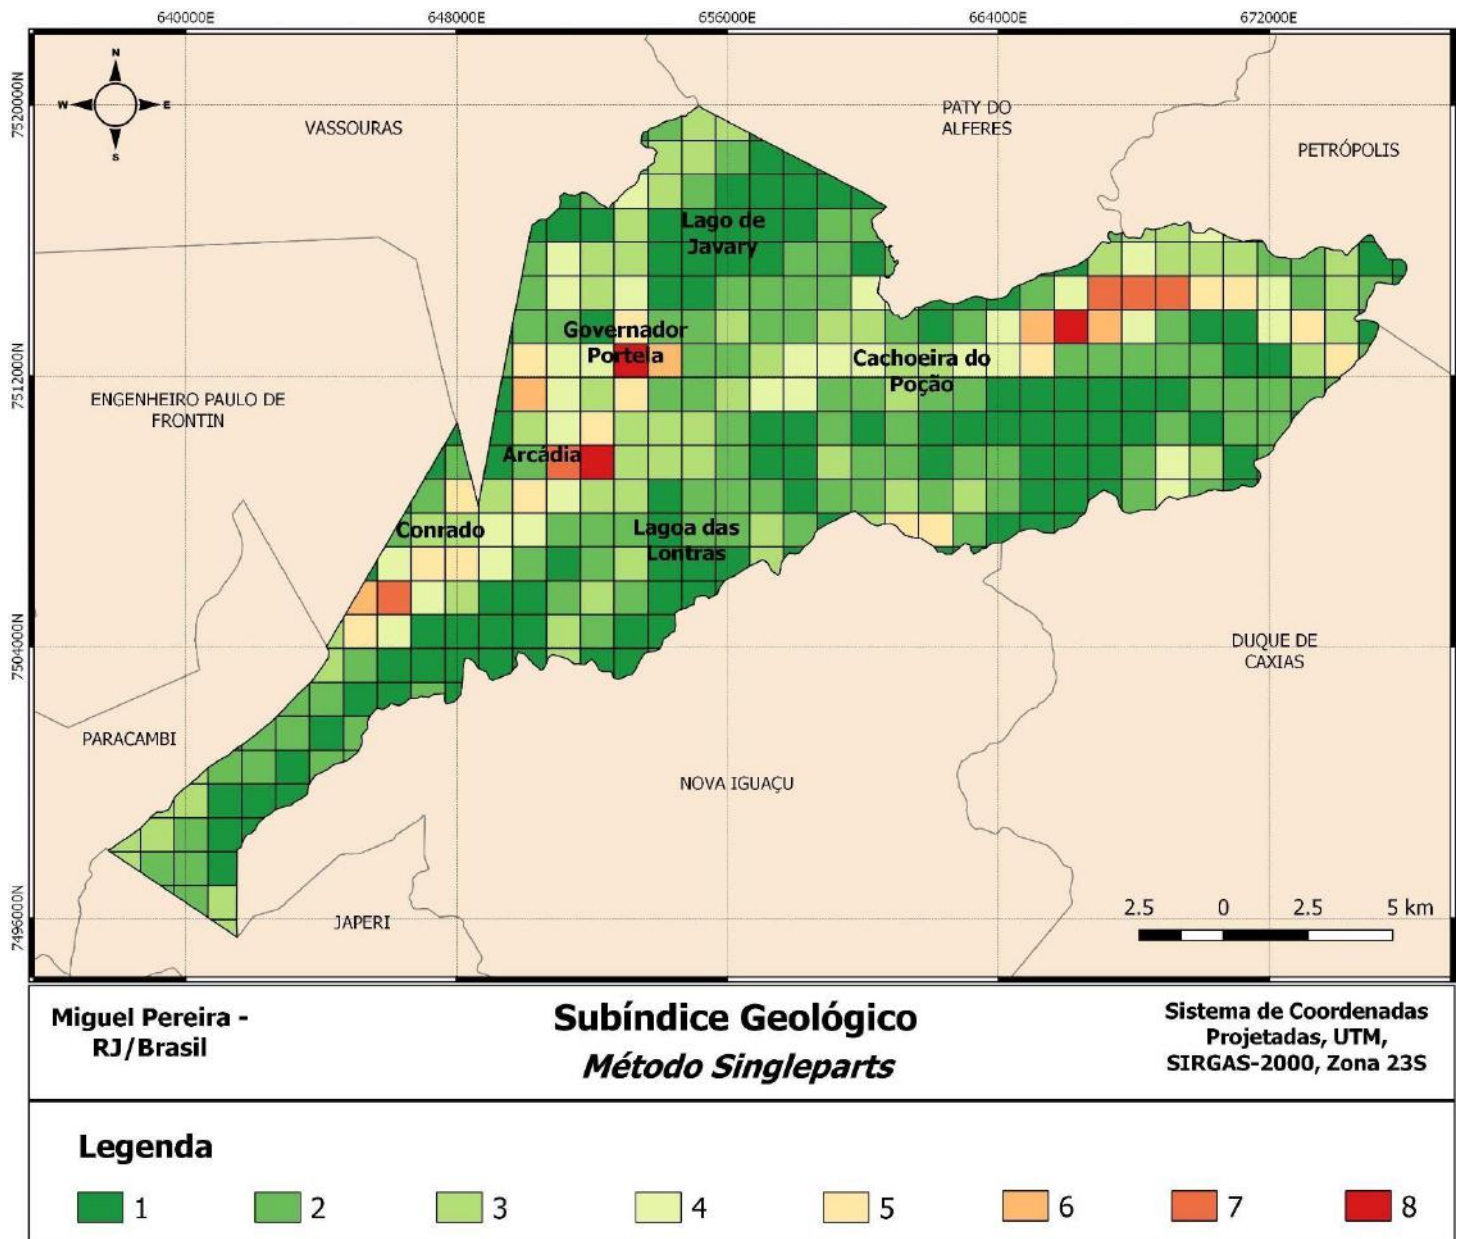 640000E
648000E
656000E
664000E
672000E
7520000N
7512000N
7504000N
7496000N
N
W
E
S
VASSOURAS
PATY DO
ALFERES
PETRÓPOLIS
Lago de
Javary
Governador
Portela
Cachoeira do
Poção
ENGENHEIRO PAULO DE
FRONTIN
Arcádia
Conrado
Lagoa das
Lontras
DUQUE DE
CAXIAS
PARACAMBI
NOVA IGUAÇU
JAPERI
2.5 0 2.5 5 km
Miguel Pereira -
RJ/Brasil
Subíndice Geológico
Método Singleparts
Sistema de Coordenadas
Projetadas, UTM,
SIRGAS-2000, Zona 23S
Legenda
1 2 3 4 5 6 7 8